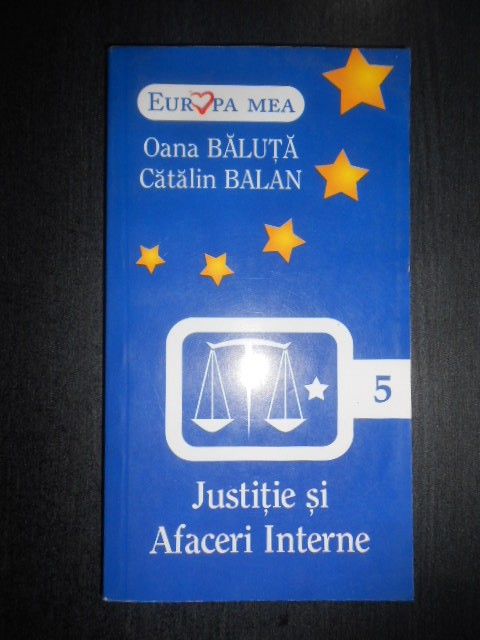 EUROPA MEA
Oana BĂLUȚĂ
Cătălin BALAN
5
Justiție și
Afaceri Interne